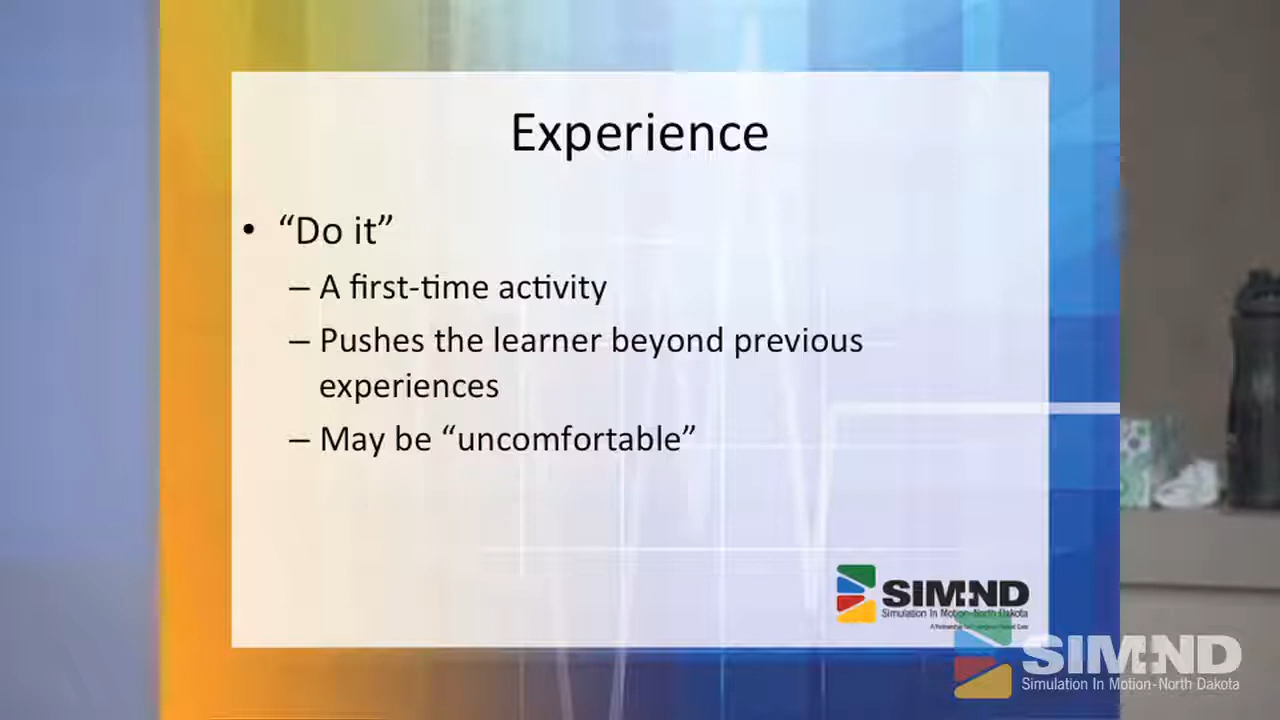 Experience
• “Do it”
– A first-time activity
– Pushes the learner beyond previous
experiences
– May be “uncomfortable”
SIM-ND
Simulation In Motion-North Dakota
SIM-ND
Simulation In Motion-North Dakota